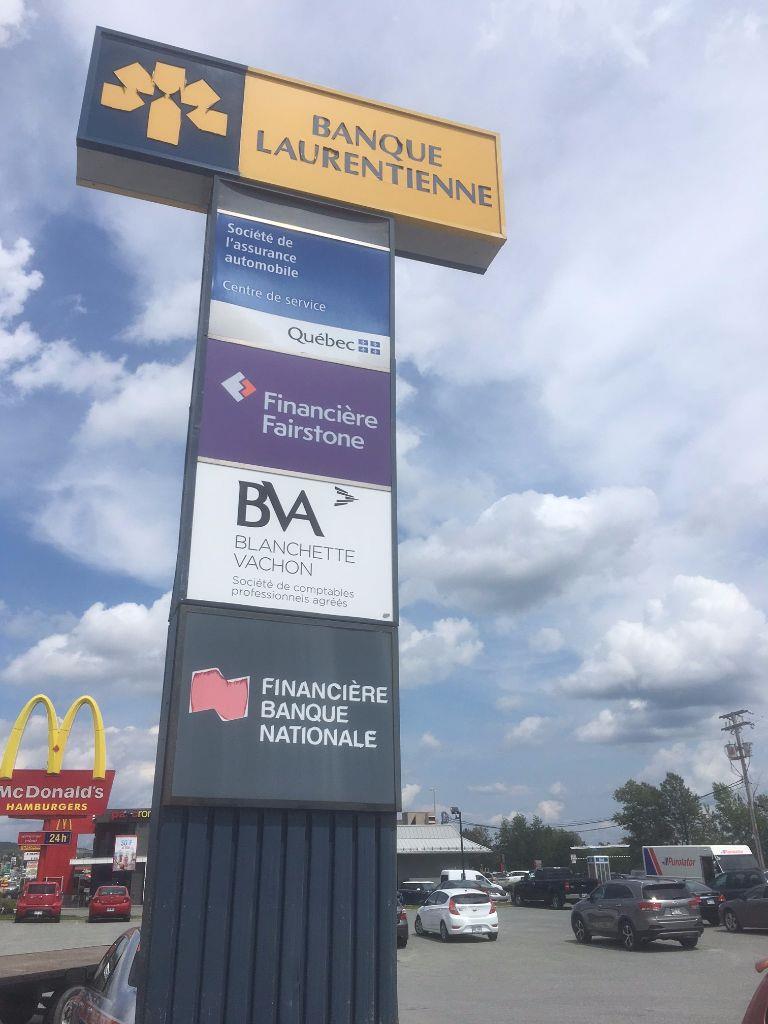 BANQUE
LAURENTIENNE
Société de
l'assurance
automobile
Centre de service
Québec
Financière
Fairstone
BVA
BLANCHETTE
VACHON
Société de comptables
professionnels agréés
FINANCIÈRE
BANQUE
NATIONALE
McDonald's
HAMBURGERS
24h
Purolator